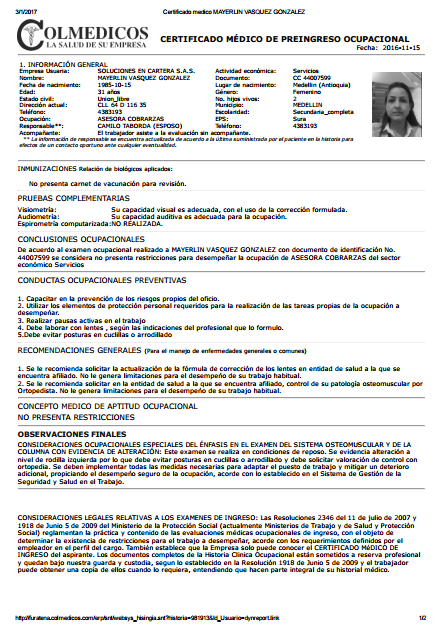 3/1/2017 Certificado medico MAYERLIN VASQUEZ GONZALEZ
COLMEDICOS
LA SALUD DE SU EMPRESA
CERTIFICADO MÉDICO DE PREINGRESO OCUPACIONAL
Fecha: 2016-11-15
1. INFORMACIÓN GENERAL
Empresa Usuaria: SOLUCIONES EN CARTERA S.A.S. Actividad económica: Servicios
Nombre: MAYERLIN VASQUEZ GONZALEZ Documento: CC 44007599
Fecha de nacimiento: 1985-10-15 Lugar de nacimiento: Medellin (Antioquia)
Edad: 31 años Género: Femenino
Estado civil: Union_libre No. hijos vivos: 2
Dirección actual: CLL 64 D 116 35 Municipio: MEDELLIN
Teléfono: 4383193 Escolaridad: Secundaria_completa
Ocupación: ASESORA COBRARZAS EPS: Sura
Responsable**: CAMILO TABORDA (ESPOSO) Teléfono: 4383193
Acompañante: El trabajador asiste a la evaluación sin acompañante.
** La información de responsable se encuentra actualizada de acuerdo a la última suministrada por el paciente en la historia para
efectos de un contacto oportuno ante cualquier eventualidad.
INMUNIZACIONES Relación de biológicos aplicados:
No presenta carnet de vacunación para revisión.
PRUEBAS COMPLEMENTARIAS
Visiometría: Su capacidad visual es adecuada, con el uso de la corrección formulada.
Audiometría: Su capacidad auditiva es adecuada para la ocupación.
Espirometría computarizada:NO REALIZADA.
CONCLUSIONES OCUPACIONALES
De acuerdo al examen ocupacional realizado a MAYERLIN VASQUEZ GONZALEZ con documento de identificación No.
44007599 se considera no presenta restricciones para desempeñar la ocupación de ASESORA COBRARZAS del sector
económico Servicios
CONDUCTAS OCUPACIONALES PREVENTIVAS
1. Capacitar en la prevención de los riesgos propios del oficio.
2. Utilizar los elementos de protección personal requeridos para la realización de las tareas propias de la ocupación a
desempeñar.
3. Realizar pausas activas en el trabajo
4. Debe laborar con lentes , según las indicaciones del profesional que lo formulo.
5.Debe evitar posturas en cuclillas o arrodillado
RECOMENDACIONES GENERALES (Para el manejo de enfermedades generales o comunes)
1. Se le recomienda solicitar la actualización de la fórmula de corrección de los lentes en entidad de salud a la que se
encuentra afiliado. No le genera limitaciones para el desempeño de su trabajo habitual.
2. Se le recomienda solicitar en la entidad de salud a la que se encuentra afiliado, control de su patología osteomuscular por
Ortopedista. No le genera limitaciones para el desempeño de su trabajo habitual.
CONCEPTO MEDICO DE APTITUD OCUPACIONAL
NO PRESENTA RESTRICCIONES
OBSERVACIONES FINALES
CONSIDERACIONES OCUPACIONALES ESPECIALES DEL ÉNFASIS EN EL EXAMEN DEL SISTEMA OSTEOMUSCULAR Y DE LA
COLUMNA CON EVIDENCIA DE ALTERACIÓN: Este examen se realiza en condiciones de reposo. Se evidencia alteración a
nivel de rodilla izquierda por lo que debe evitar posturas en cuclillas o arrodillado y debe solicitar valoración de control con
ortopedia. Se deben implementar todas las medidas necesarias para adaptar el puesto de trabajo y mitigar un deterioro
adicional, propiciando el desempeño seguro de la ocupación, acorde con lo establecido en el Sistema de Gestión de la
Seguridad y Salud en el Trabajo.
CONSIDERACIONES LEGALES RELATIVAS A LOS EXAMENES DE INGRESO: Las Resoluciones 2346 del 11 de julio de 2007 y
1918 de Junio 5 de 2009 del Ministerio de la Protección Social (actualmente Ministerios de Trabajo y de Salud y Protección
Social) reglamentan la práctica y contenido de las evaluaciones médicas ocupacionales de ingreso, con el objeto de
determinar la existencia de restricciones para el trabajo a desempeñar, acorde con los requerimientos definidos por el
empleador en el perfil del cargo. También establece que la Empresa solo puede conocer el CERTIFICADO MéDICO DE
INGRESO del aspirante. Los documentos completos de la Historia Clínica Ocupacional están sometidos a reserva profesional
y quedan bajo nuestra guarda y custodia, segun lo establecido en la Resolución 1918 de Junio 5 de 2009 y el trabajador
puede obtener una copia de ellos cuando lo requiera, entendiendo que hacen parte integral de su historial médico.
http://furatena.colmedicos.com/erp/snt/websys_hisingia.snt?historia=981913&Id_Usuario=dynreport.link 1/2